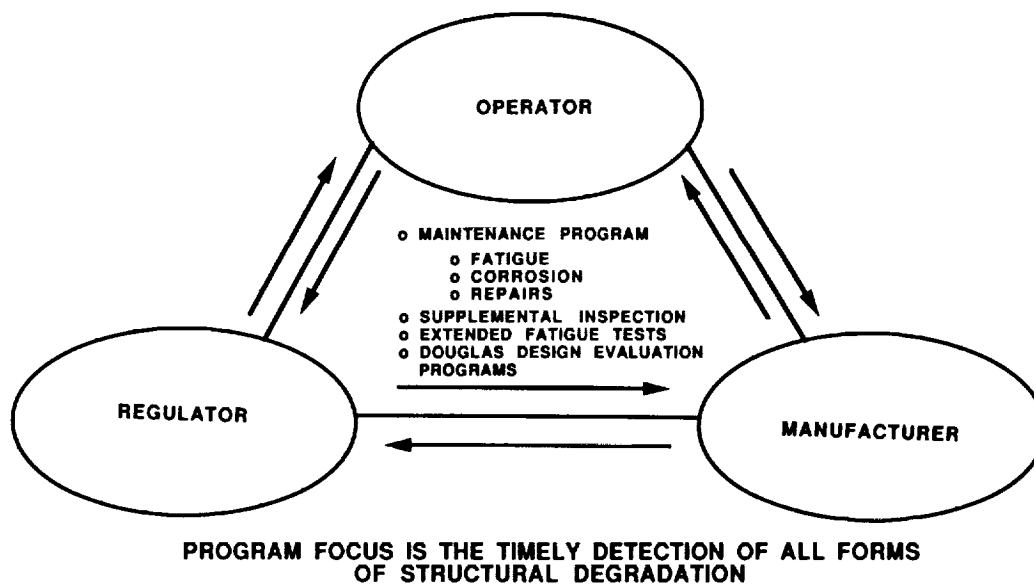 OPERATOR
o MAINTENANCE PROGRAM
o FATIGUE
o CORROSION
o REPAIRS
o SUPPLEMENTAL INSPECTION
o EXTENDED FATIGUE TESTS
o DOUGLAS DESIGN EVALUATION
PROGRAMS
REGULATOR
MANUFACTURER
PROGRAM FOCUS IS THE TIMELY DETECTION OF ALL FORMS
OF STRUCTURAL DEGRADATION